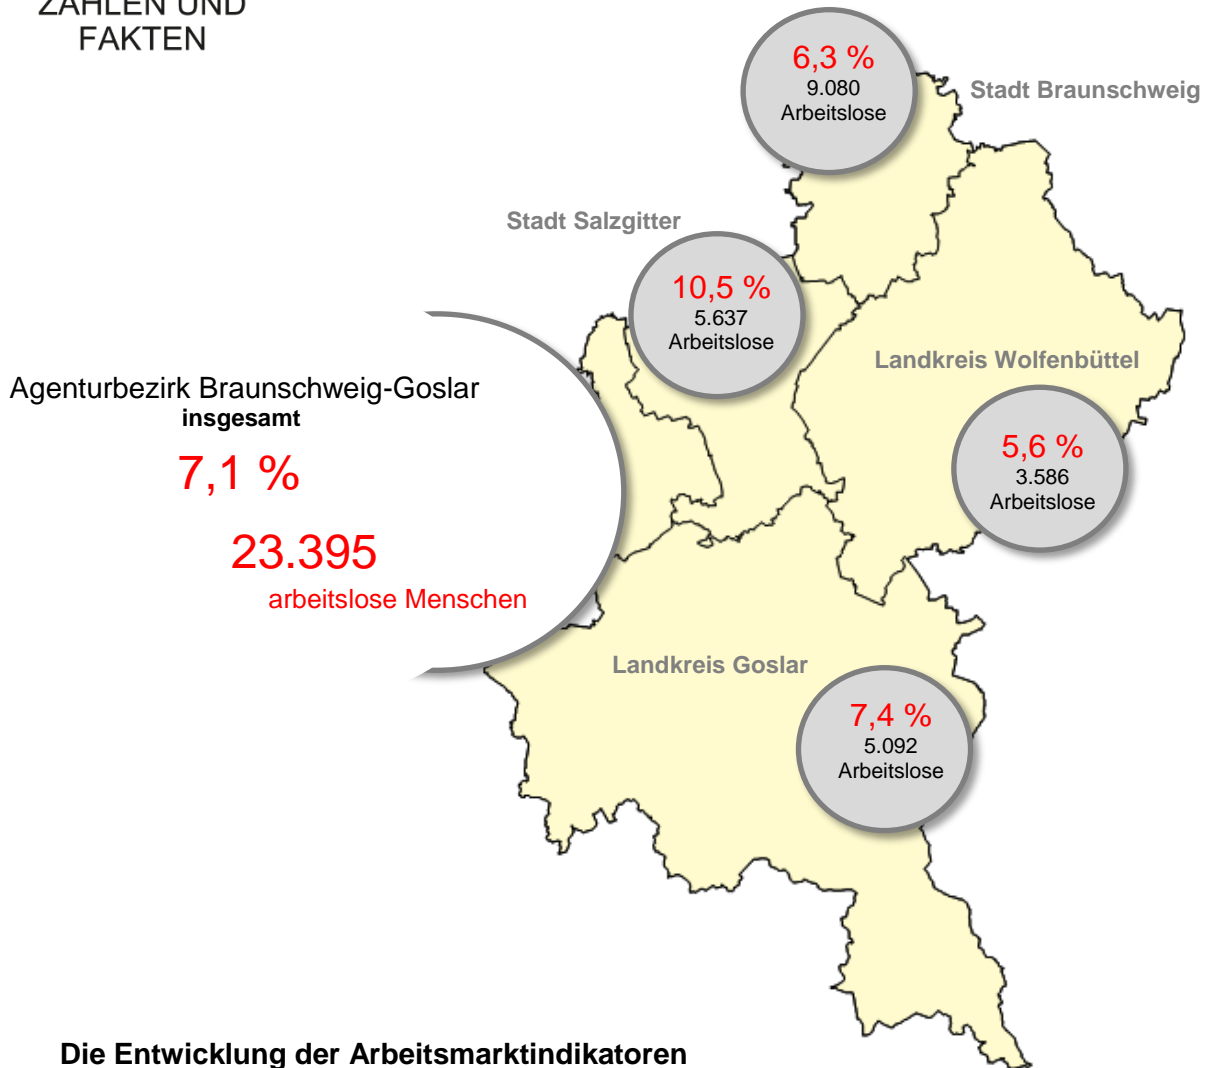 ZAHLEN UND
FAKTEN
6,3 %
9.080
Arbeitslose
Stadt Braunschweig
Stadt Salzgitter
10,5 %
5.637
Arbeitslose
Landkreis Wolfenbüttel
5,6 %
3.586
Arbeitslose
Agenturbezirk Braunschweig-Goslar
insgesamt
7,1 %
23.395
arbeitslose Menschen
Landkreis Goslar
7,4 %
5.092
Arbeitslose
Die Entwicklung der Arbeitsmarktindikatoren